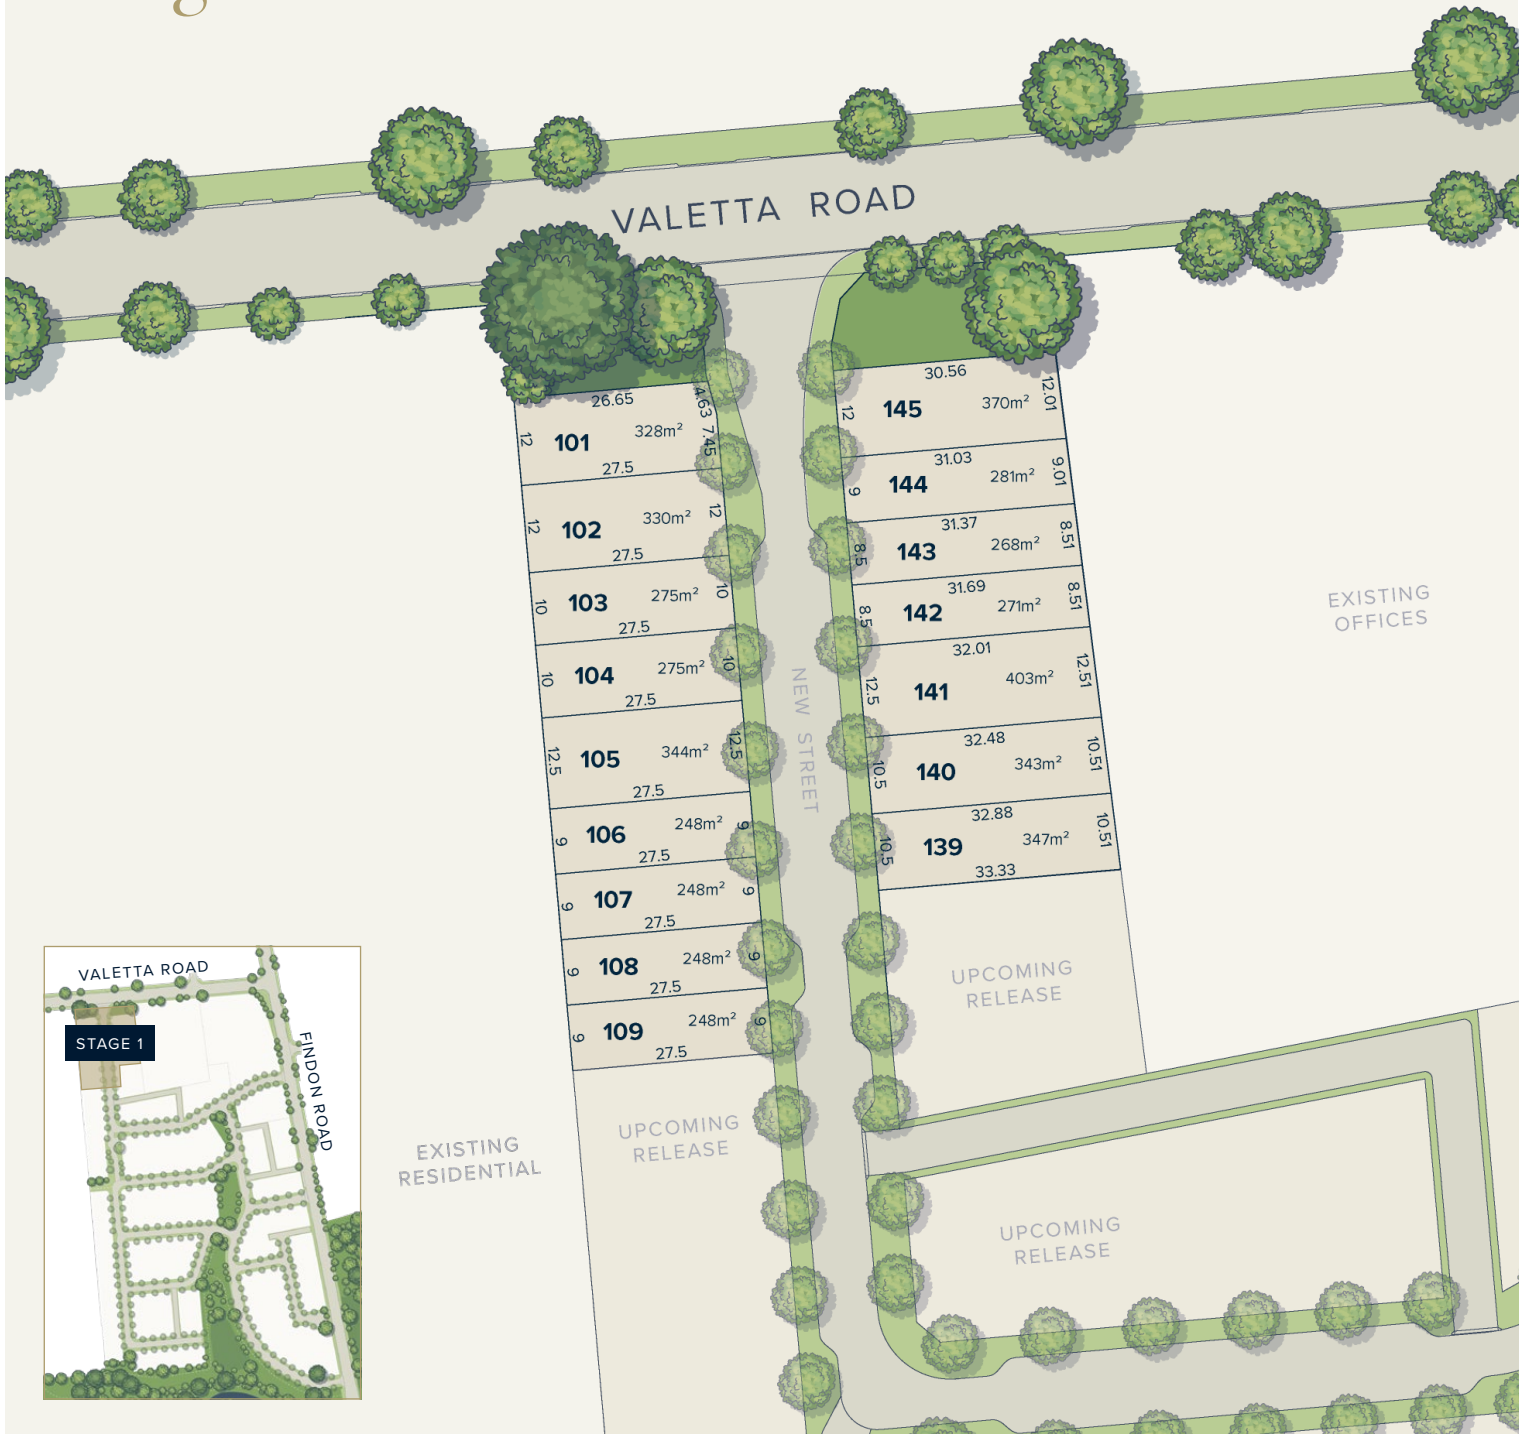 VALETTA ROAD
26.65
4.63
7.45
12
101
328m²
27.5
12
102
330m²
12
27.5
10
103
275m²
10
27.5
10
104
275m²
10
27.5
12.5
105
344m²
12.5
27.5
9
106
248m²
9
27.5
9
107
248m²
9
27.5
9
108
248m²
9
27.5
9
109
248m²
9
27.5
NEW STREET
30.56
12
145
370m²
12.01
31.03
9
144
281m²
9.01
31.37
8.5
143
268m²
8.51
31.69
8.5
142
271m²
8.51
32.01
12.5
141
403m²
12.51
32.48
10.5
140
343m²
10.51
32.88
10.5
139
347m²
10.51
33.33
EXISTING
OFFICES
UPCOMING
RELEASE
UPCOMING
RELEASE
EXISTING
RESIDENTIAL
UPCOMING
RELEASE
VALETTA ROAD
STAGE 1
FINDON ROAD